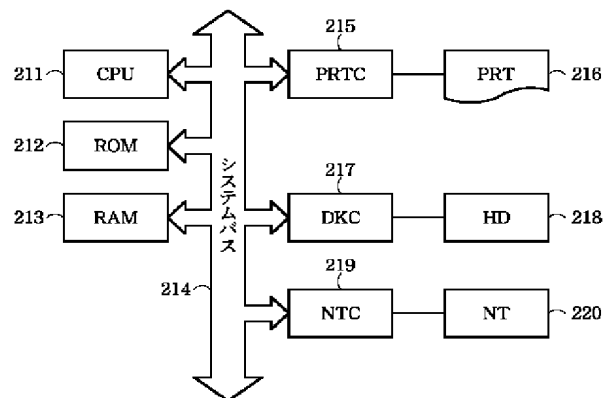 215
211
CPU
PRTC
PRT
216
212
ROM
システムバス
217
213
RAM
DKC
HD
218
214
219
NTC
NT
220